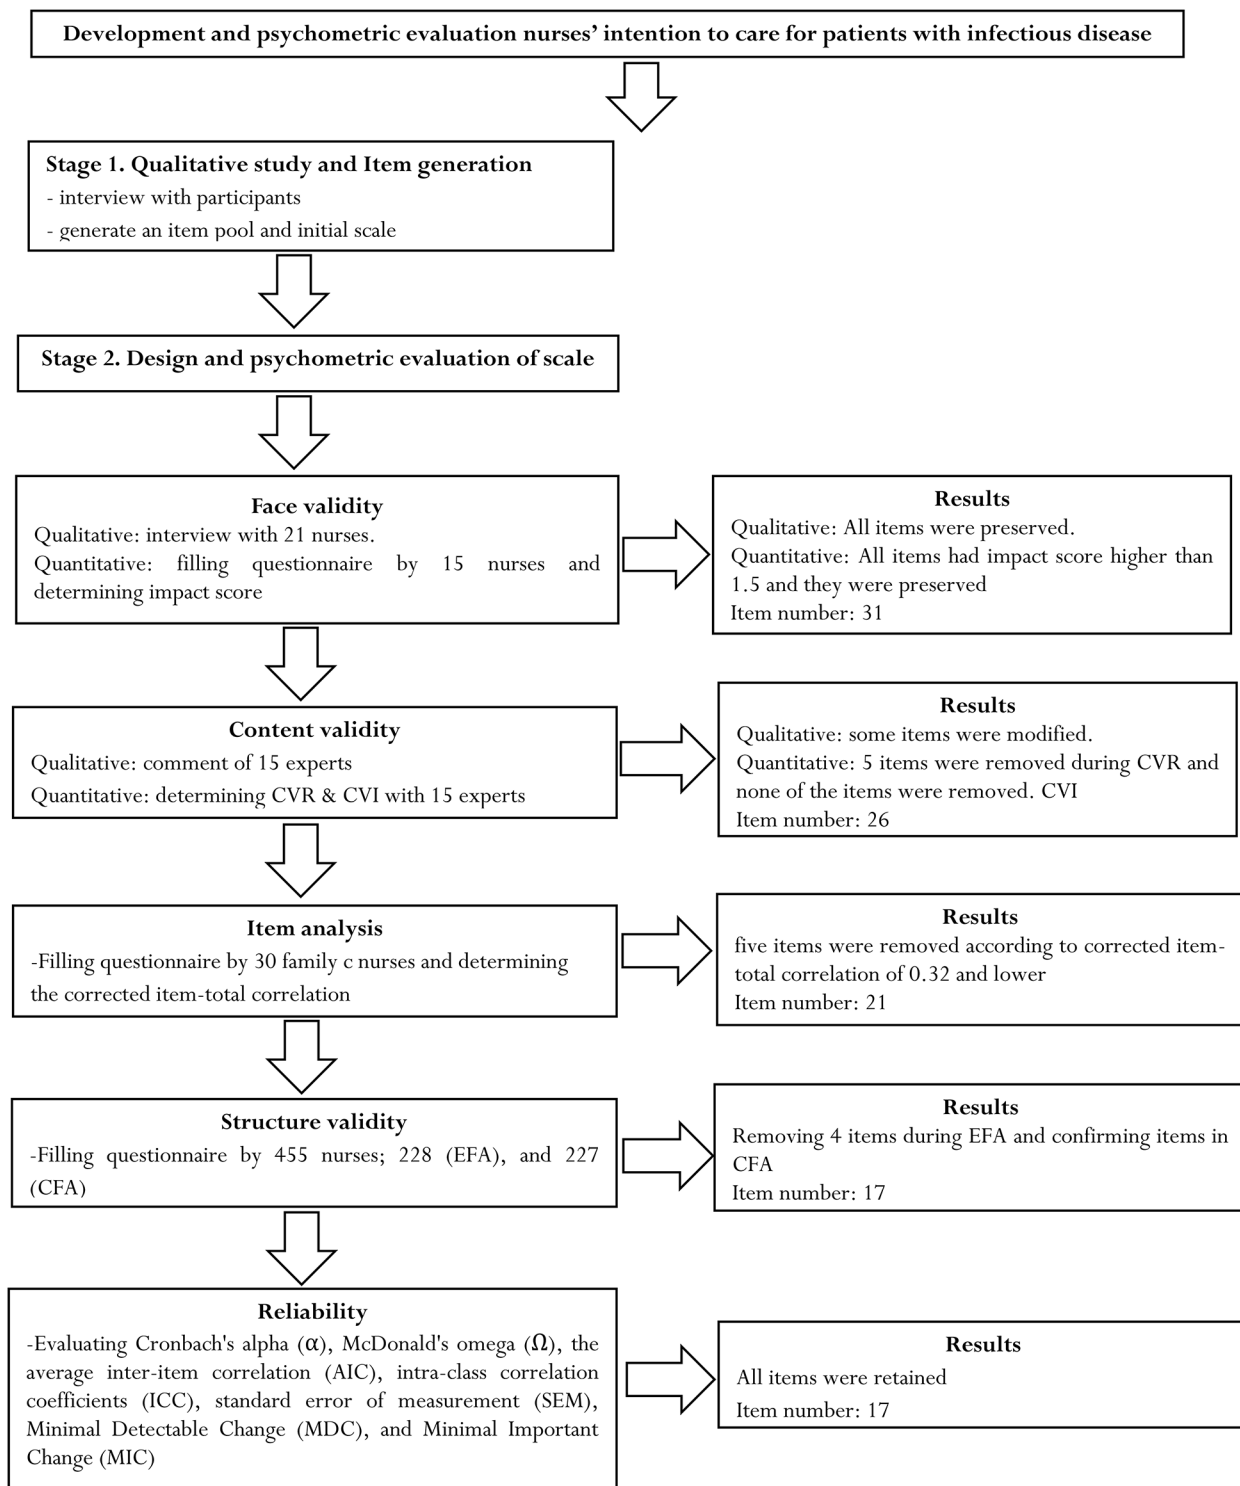 Development and psychometric evaluation nurses’ intention to care for patients with infectious disease
Stage 1. Qualitative study and Item generation
- interview with participants
- generate an item pool and initial scale
Stage 2. Design and psychometric evaluation of scale
Face validity
Qualitative: interview with 21 nurses.
Quantitative: filling questionnaire by 15 nurses and
determining impact score
Results
Qualitative: All items were preserved.
Quantitative: All items had impact score higher than
1.5 and they were preserved
Item number: 31
Content validity
Qualitative: comment of 15 experts
Quantitative: determining CVR & CVI with 15 experts
Results
Qualitative: some items were modified.
Quantitative: 5 items were removed during CVR and
none of the items were removed. CVI
Item number: 26
Item analysis
-Filling questionnaire by 30 family c nurses and determining
the corrected item-total correlation
Results
five items were removed according to corrected item-
total correlation of 0.32 and lower
Item number: 21
Structure validity
-Filling questionnaire by 455 nurses; 228 (EFA), and 227
(CFA)
Results
Removing 4 items during EFA and confirming items in
CFA
Item number: 17
Reliability
-Evaluating Cronbach's alpha (α), McDonald's omega (Ω), the
average inter-item correlation (AIC), intra-class correlation
coefficients (ICC), standard error of measurement (SEM),
Minimal Detectable Change (MDC), and Minimal Important
Change (MIC)
Results
All items were retained
Item number: 17